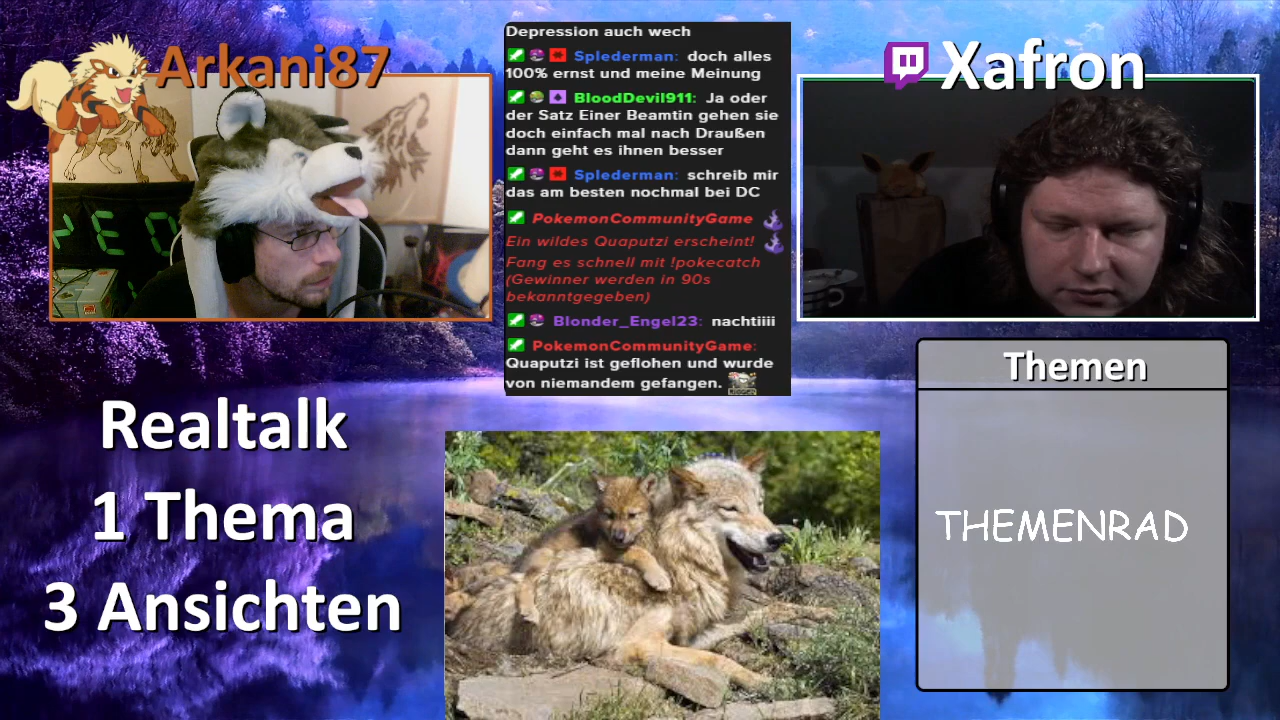 Arkani87
Depression auch wech
Splederman: doch alles
100% ernst und meine Meinung
BloodDevil911: Ja oder
der Satz Einer Beamtin gehen sie
doch einfach mal nach Draußen
dann geht es ihnen besser
Splederman: schreib mir
das am besten nochmal bei DC
PokemonCommunityGame
Ein wildes Quaputzi erscheint!
Fang es schnell mit !pokecatch
(Gewinner werden in 90s
bekanntgegeben)
Blonder_Engel23: nachtiiii
PokemonCommunityGame:
Quaputzi ist geflohen und wurde
von niemandem gefangen.
Xafron
Realtalk
1 Thema
3 Ansichten
Themen
THEMENRAD